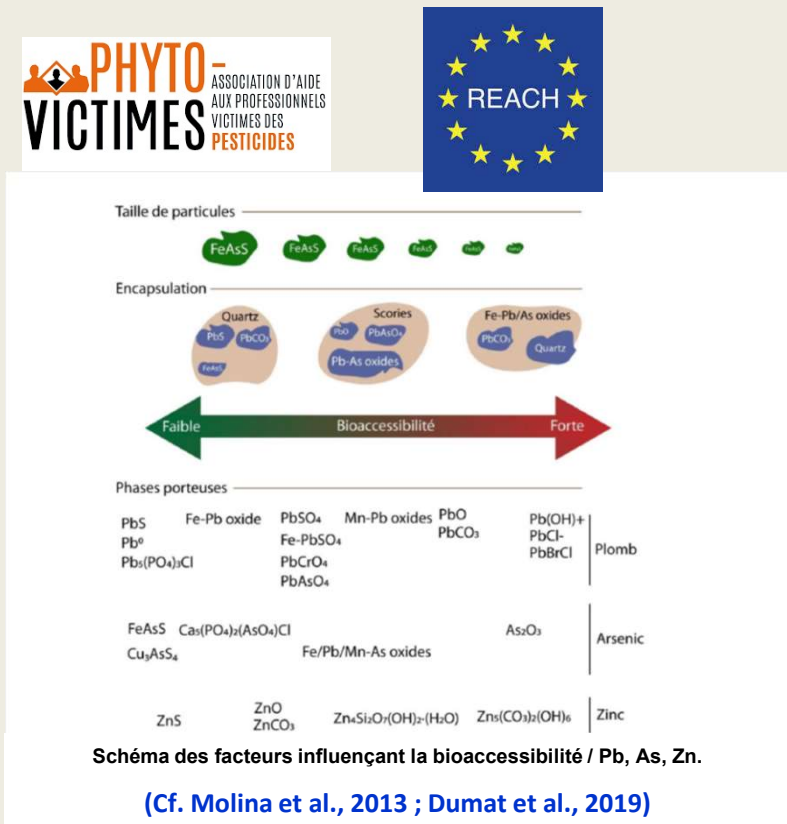 PHYTO-
VICTIMES
ASSOCIATION D'AIDE
AUX PROFESSIONNELS
VICTIMES DES
PESTICIDES
REACH
Taille de particules
FeAsS FeAsS FeAsS FeAsS
Encapsulation
Quartz
PbS PbCO₃
FeAsS
Scories
PbO PbAsO₄
Pb-As oxides
Fe-Pb/As oxides
PbCO₃
Quartz
Faible Bioaccessibilité Forte
Phases porteuses
PbS Fe-Pb oxide PbSO₄ Mn-Pb oxides PbO Pb(OH)+
Pb⁰ Fe-PbSO₄ PbCO₃ PbCl-
Pb₅(PO₄)₃Cl PbCrO₄ PbBrCl
PbAsO₄
Plomb
FeAsS Ca₅(PO₄)₂(AsO₄)Cl As₂O₃
Cu₃AsS₄ Fe/Pb/Mn-As oxides
Arsenic
ZnS ZnO Zn₄Si₂O₇(OH)₂-(H₂O) Zn₅(CO₃)₂(OH)₆
ZnCO₃
Zinc
Schéma des facteurs influençant la bioaccessibilité / Pb, As, Zn.
(Cf. Molina et al., 2013 ; Dumat et al., 2019)